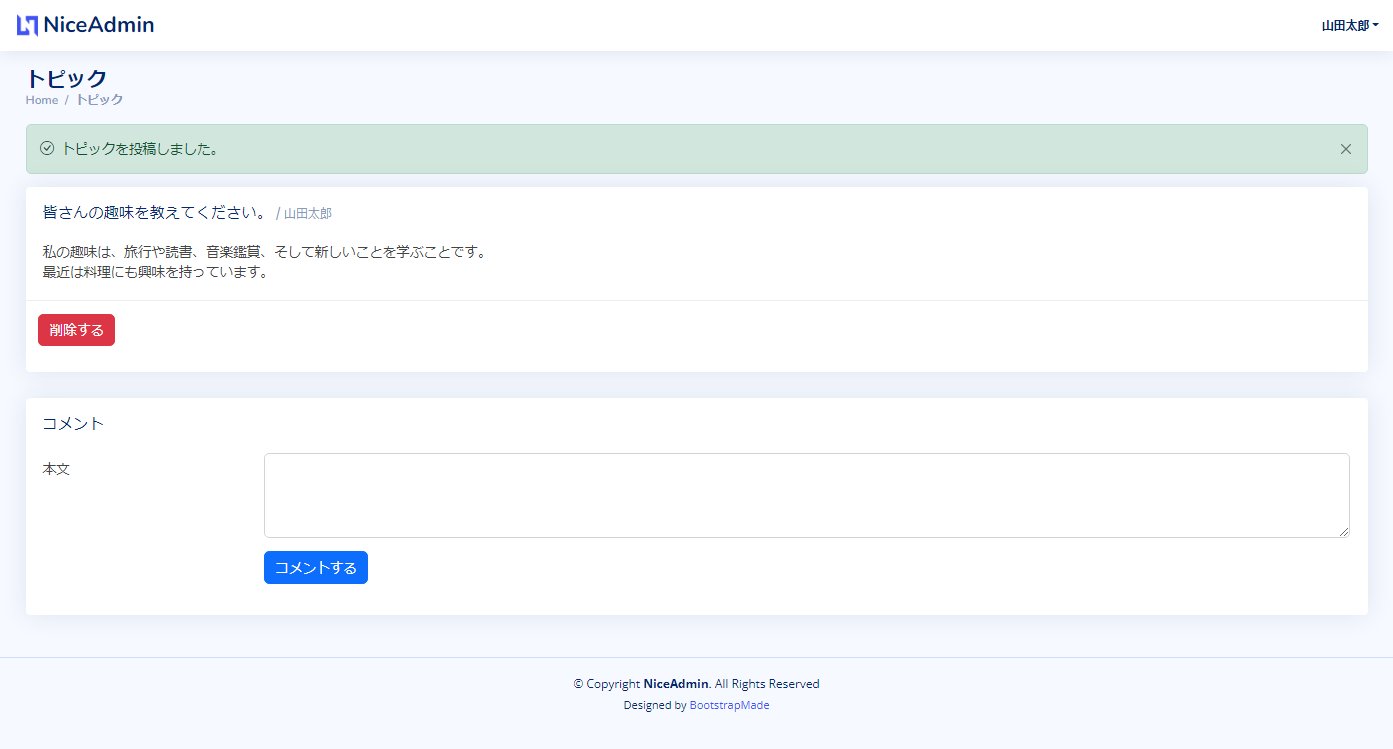 NiceAdmin
山田太郎
トピック
Home / トピック
トピックを投稿しました。
皆さんの趣味を教えてください。 / 山田太郎
私の趣味は、旅行や読書、音楽鑑賞、そして新しいことを学ぶことです。
最近は料理にも興味を持っています。
削除する
コメント
本文
コメントする
© Copyright NiceAdmin. All Rights Reserved
Designed by BootstrapMade